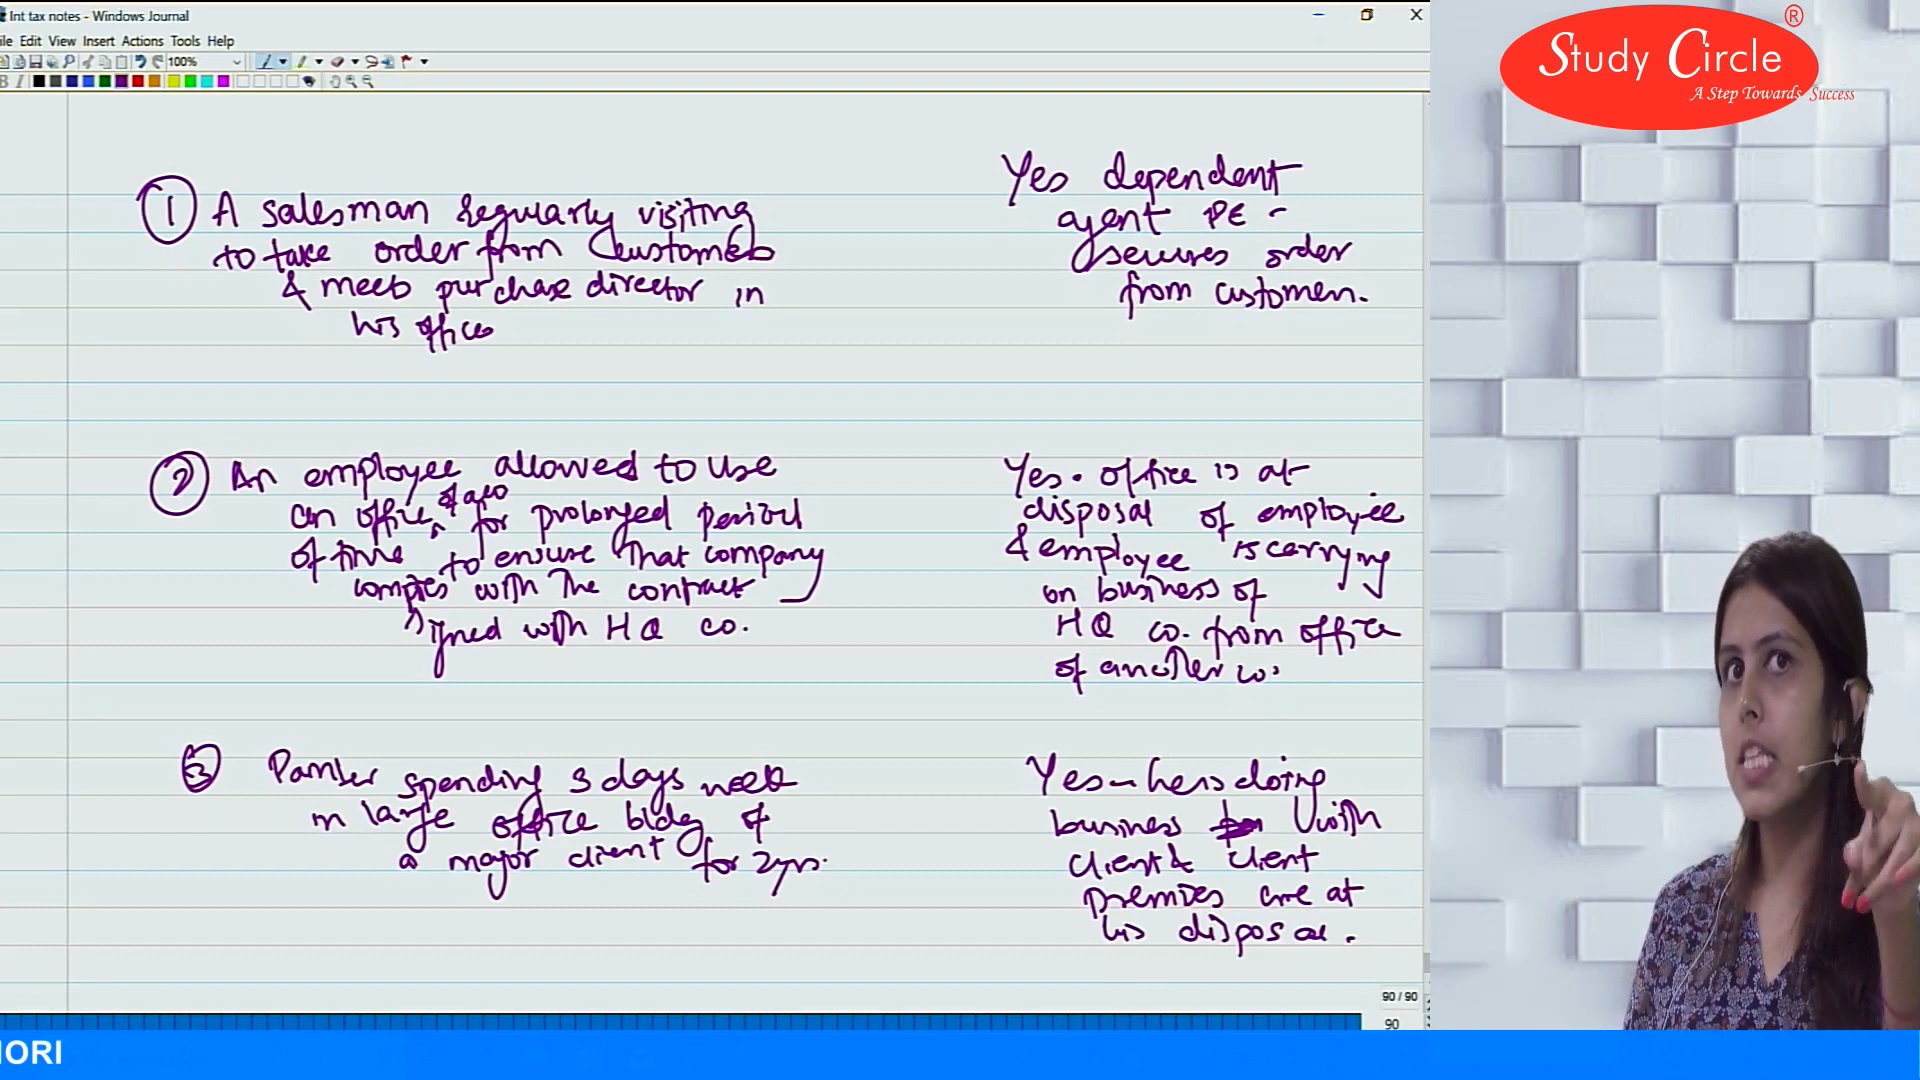 Int tax notes - Windows Journal
ile Edit View Insert Actions Tools Help
100%
B I
Study Circle ®
A Step Towards Success
① A salesman regularly visiting
to take order from customers
& meets purchase director in
his office
Yes dependent
agent PE -
secures order
from customer.
② An employee allowed to use
an office of a co for prolonged period
of time to ensure that company
complies with the contract
signed with HQ co.
Yes. office is at
disposal of employee
& employee is carrying
on business of
HQ co. from office
of another co.
③ Painter spending 3 days week
in large office bldg of
a major client for 2yrs.
Yes - he is doing
business with
client & client
premises are at
his disposal.
90 / 90
90
IORI